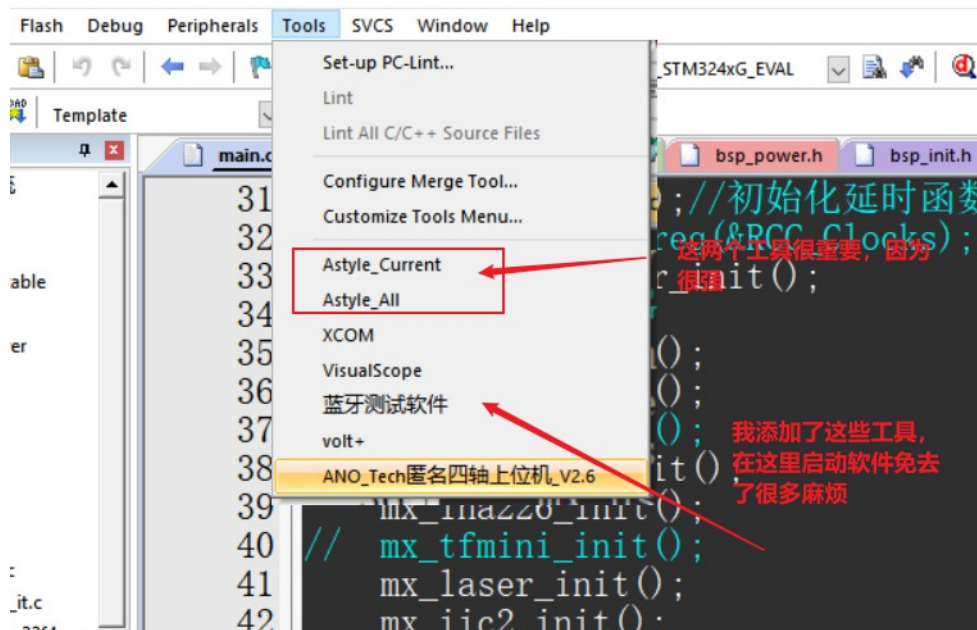 Flash Debug Peripherals Tools SVCS Window Help
Set-up PC-Lint...
_STM324xG_EVAL
Lint
Template
Lint All C/C++ Source Files
main.c
bsp_power.h
bsp_init.h
Configure Merge Tool...
31
;//初始化延时函数
Customize Tools Menu...
32
req(&RCC_Clocks);
这两个工具很重要，因为
很强
Astyle_Current
33
r_init();
able
Astyle_All
34
XCOM
35
();
er
VisualScope
36
();
蓝牙测试软件
37
();
我添加了这些工具，
在这里启动软件免去
了很多麻烦
volt+
38
it()
ANO_Tech匿名四轴上位机_V2.6
39
mx_ina226_init();
40 // mx_tfmini_init();
41 mx_laser_init();
_it.c
42 mx_iic2_init();